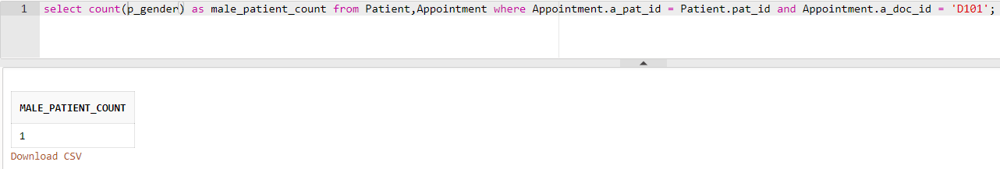 1 select count(p_gender) as male_patient_count from Patient,Appointment where Appointment.a_pat_id = Patient.pat_id and Appointment.a_doc_id = 'D101';
MALE_PATIENT_COUNT
1
Download CSV